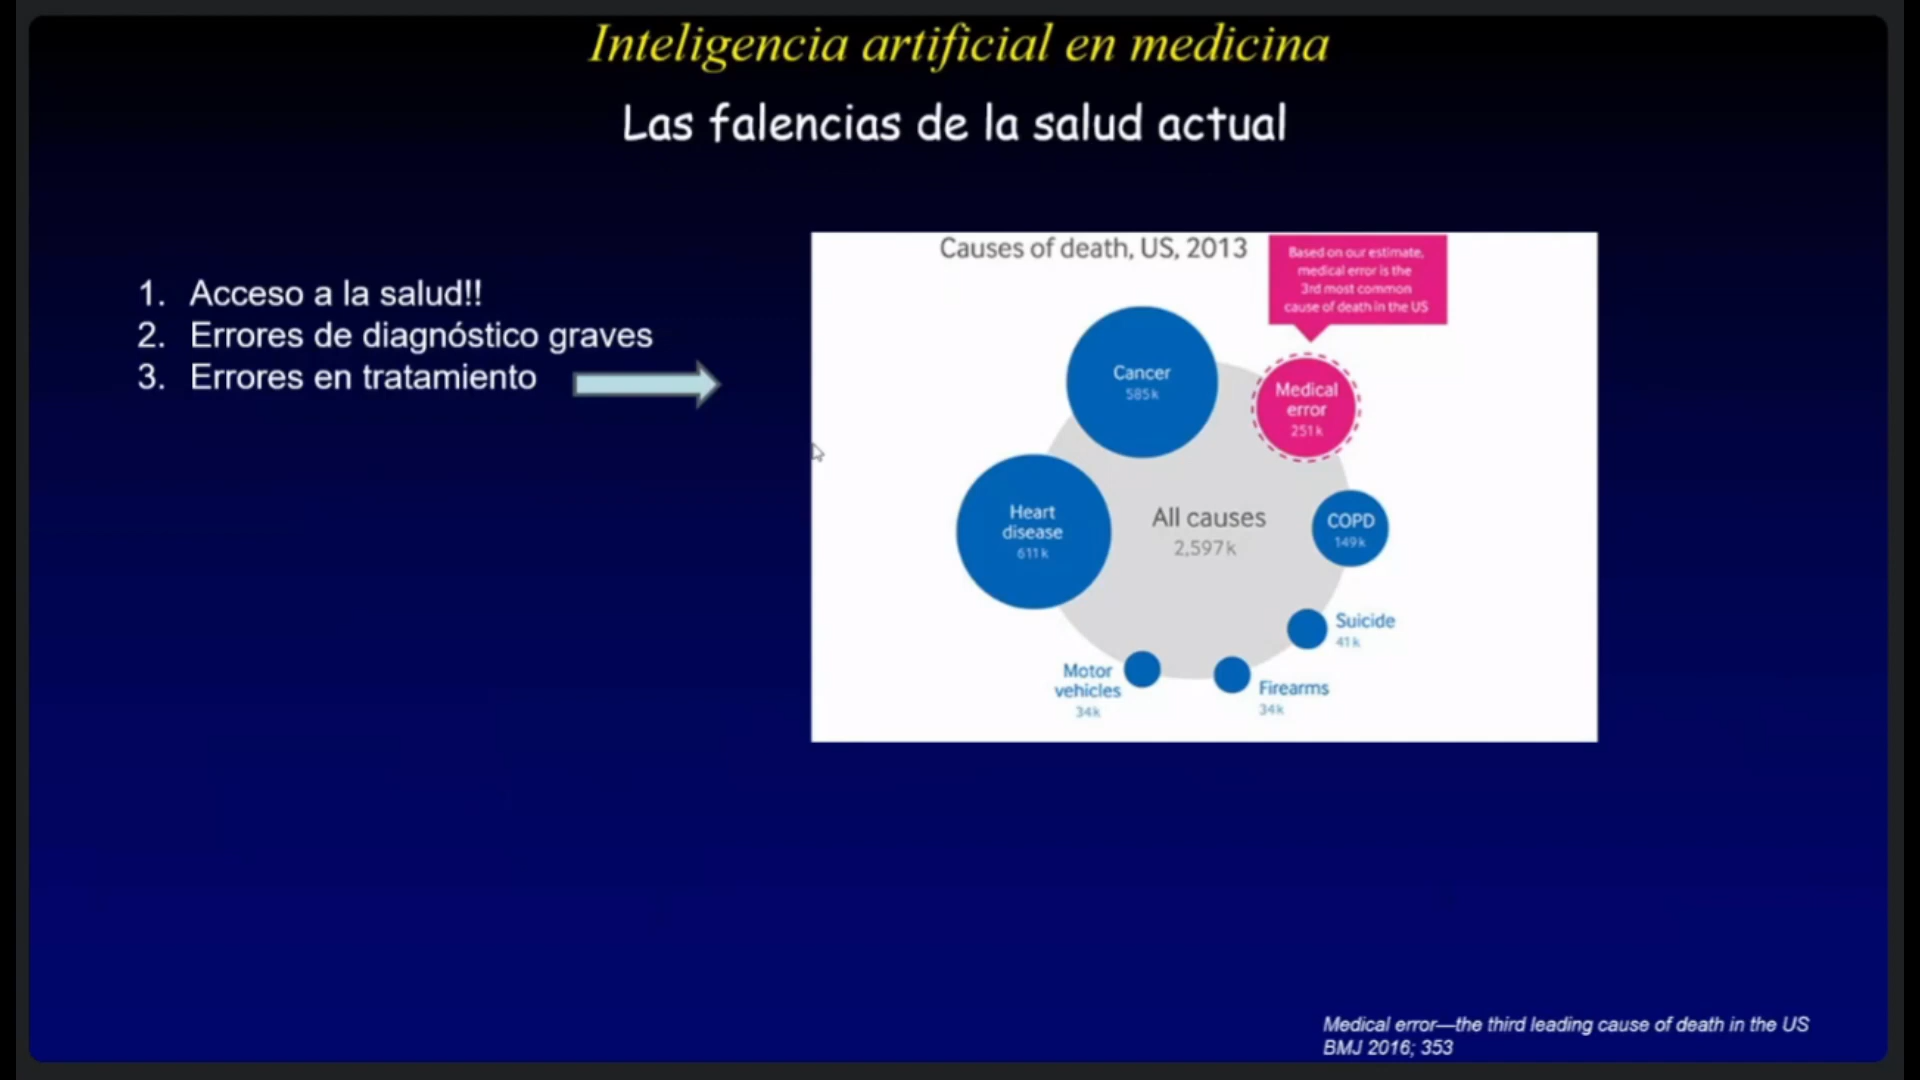 Inteligencia artificial en medicina
Las falencias de la salud actual
1. Acceso a la salud!!
2. Errores de diagnóstico graves
3. Errores en tratamiento
Causes of death, US, 2013
Based on our estimate,
medical error is the
3rd most common
cause of death in the US
Cancer
585k
Medical
error
251k
Heart
disease
611k
All causes
2,597k
COPD
149k
Suicide
41k
Motor
vehicles
34k
Firearms
34k
Medical error—the third leading cause of death in the US
BMJ 2016; 353